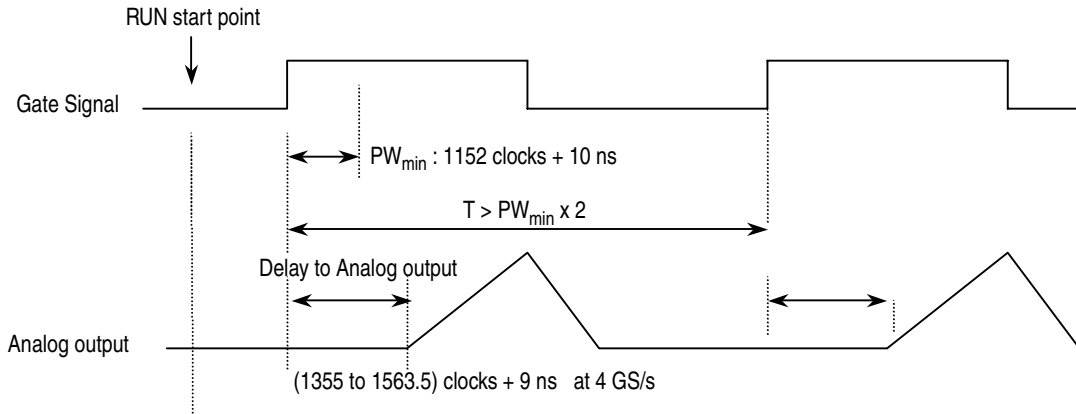 RUN start point
Gate Signal
PWmin : 1152 clocks + 10 ns
T > PWmin x 2
Delay to Analog output
Analog output
(1355 to 1563.5) clocks + 9 ns at 4 GS/s